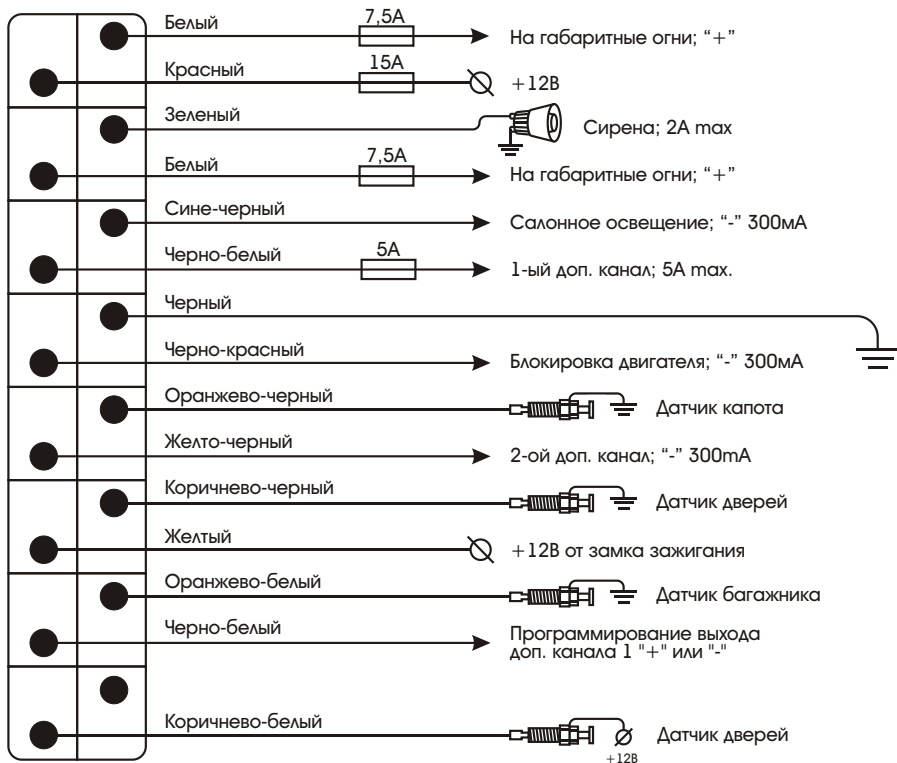 Белый 7,5А На габаритные огни; “+”
Красный 15А +12В
Зеленый Сирена; 2А max
Белый 7,5А На габаритные огни; “+”
Сине-черный Салонное освещение; “-” 300мА
Черно-белый 5А 1-ый доп. канал; 5А max.
Черный
Черно-красный Блокировка двигателя; “-” 300мА
Оранжево-черный Датчик капота
Желто-черный 2-ой доп. канал; “-” 300mA
Коричнево-черный Датчик дверей
Желтый +12В от замка зажигания
Оранжево-белый Датчик багажника
Черно-белый Программирование выхода
доп. канала 1 "+" или "-"
Коричнево-белый Датчик дверей
+12В